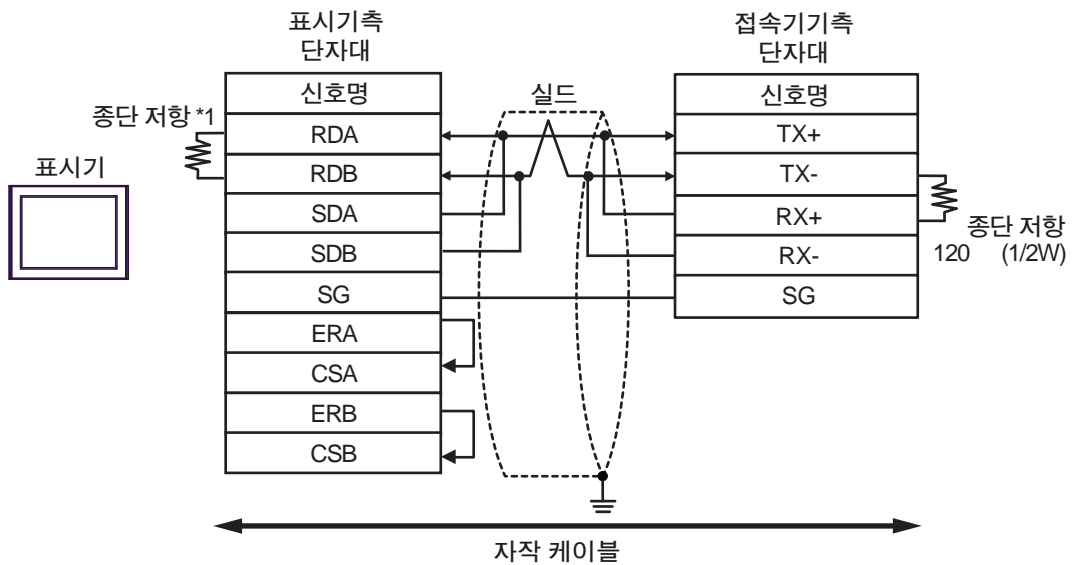 표시기측
단자대
접속기기측
단자대
신호명
실드
신호명
종단 저항 *1
RDA
TX+
표시기
RDB
TX-
SDA
RX+
종단 저항
120 (1/2W)
SDB
RX-
SG
SG
ERA
CSA
ERB
CSB
자작 케이블